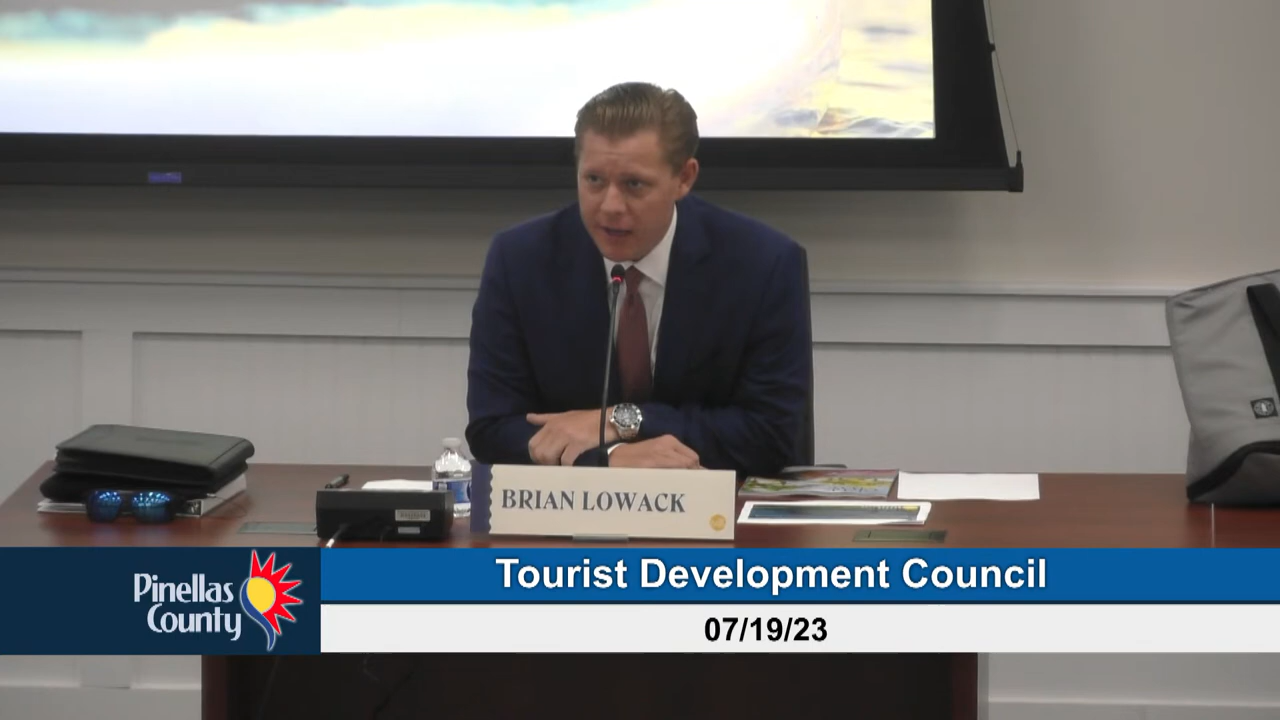 BRIAN LOWACK
Tourist Development Council
Pinellas
County
07/19/23